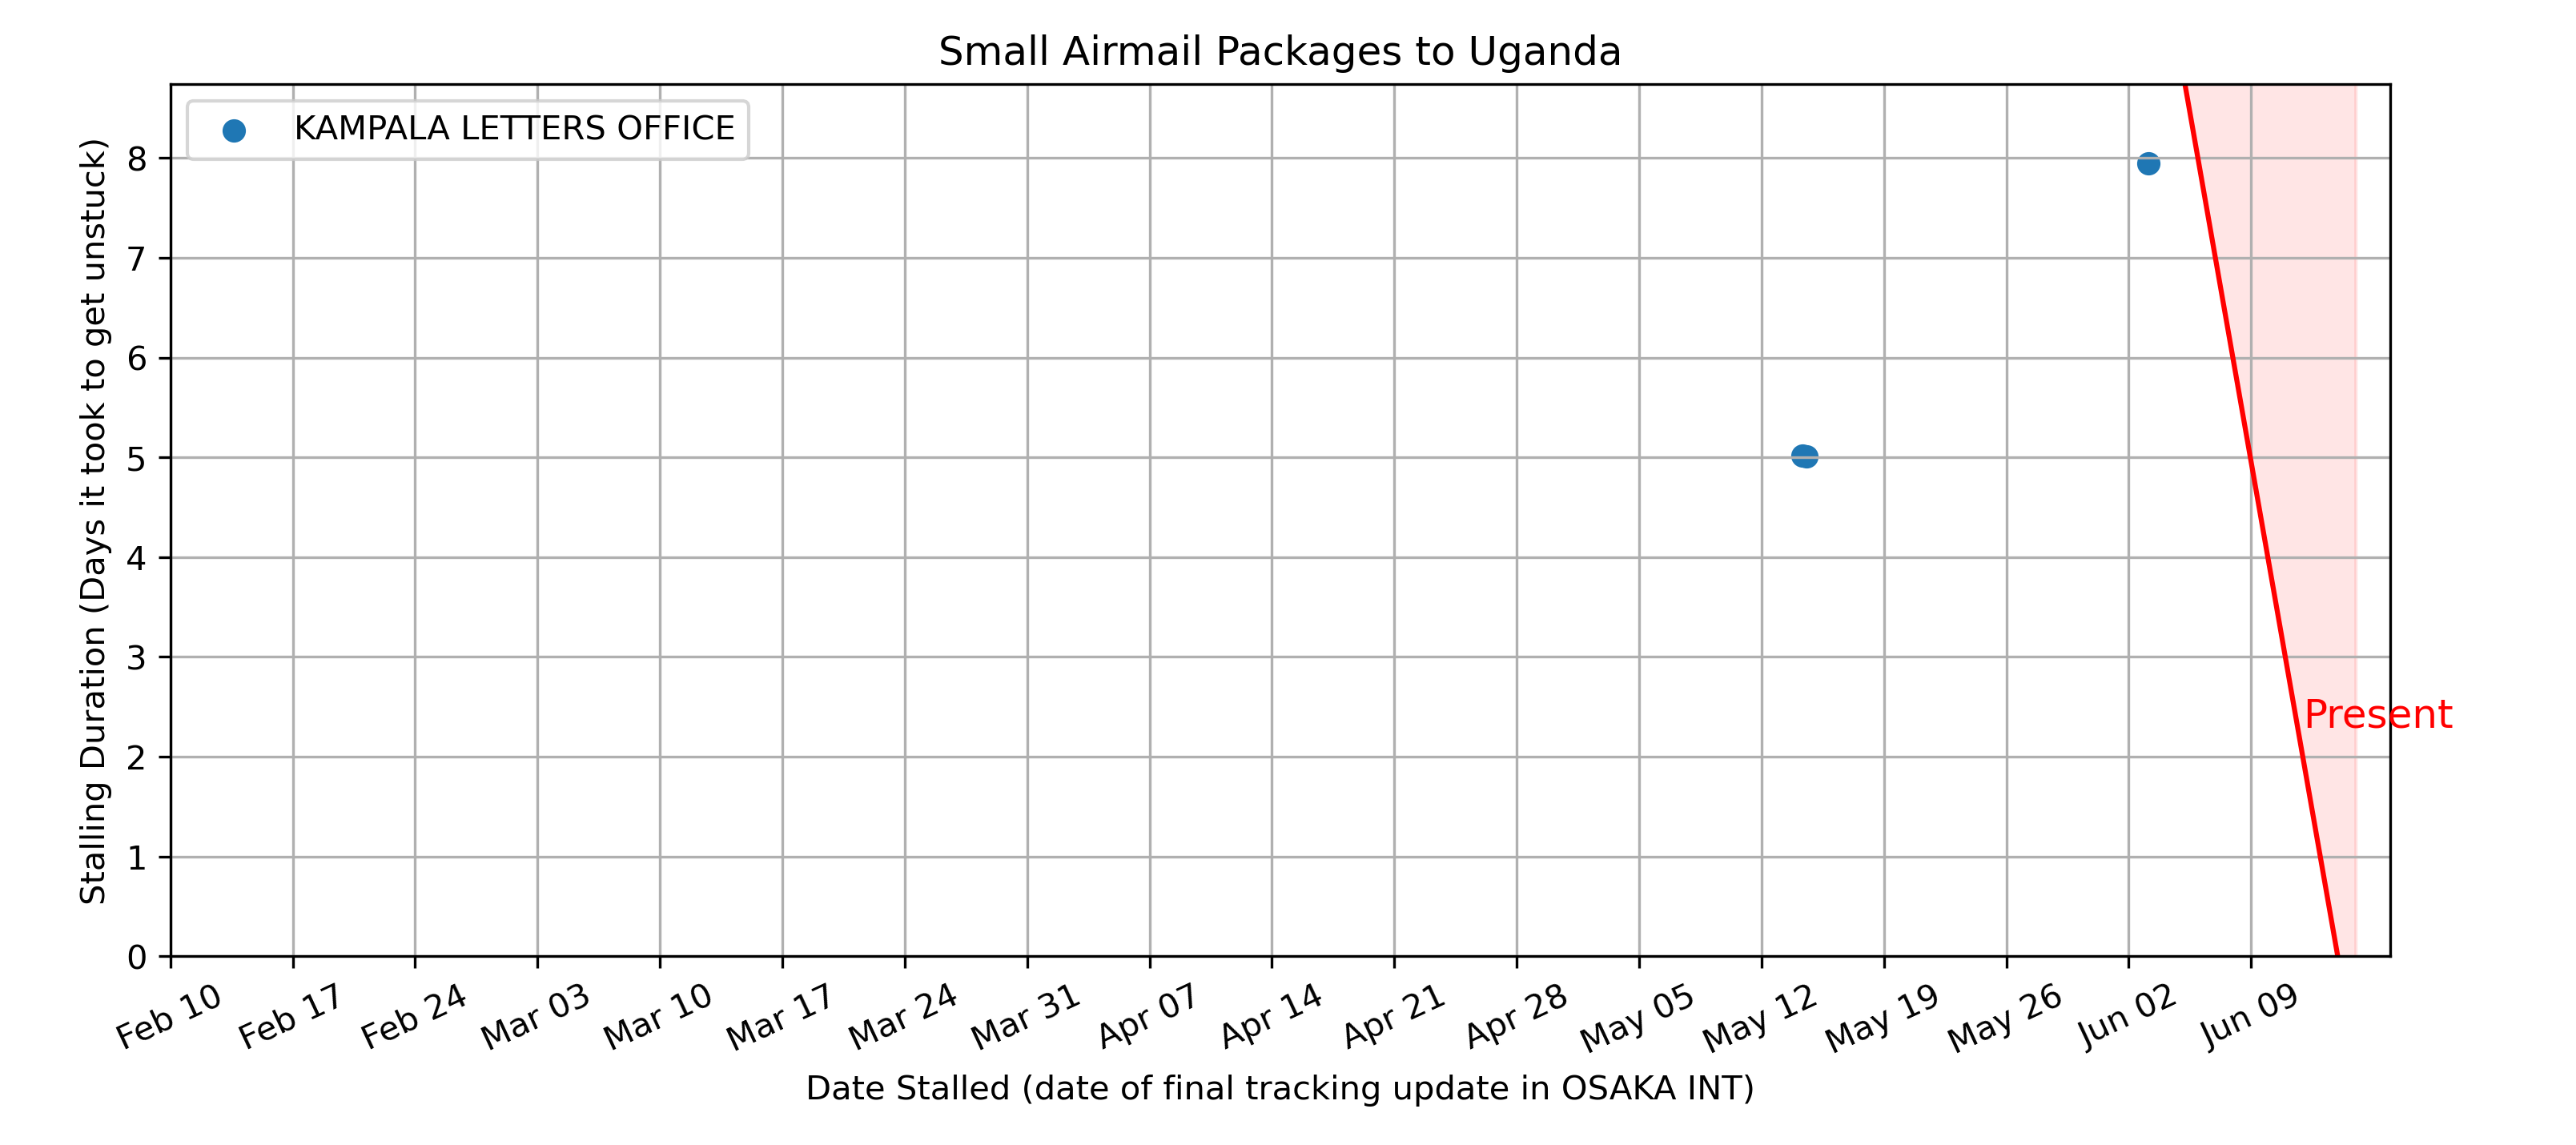 Small Airmail Packages to Uganda
KAMPALA LETTERS OFFICE
Stalling Duration (Days it took to get unstuck)
8
7
6
5
4
3
2
1
0
Present
Feb 10
Feb 17
Feb 24
Mar 03
Mar 10
Mar 17
Mar 24
Mar 31
Apr 07
Apr 14
Apr 21
Apr 28
May 05
May 12
May 19
May 26
Jun 02
Jun 09
Date Stalled (date of final tracking update in OSAKA INT)